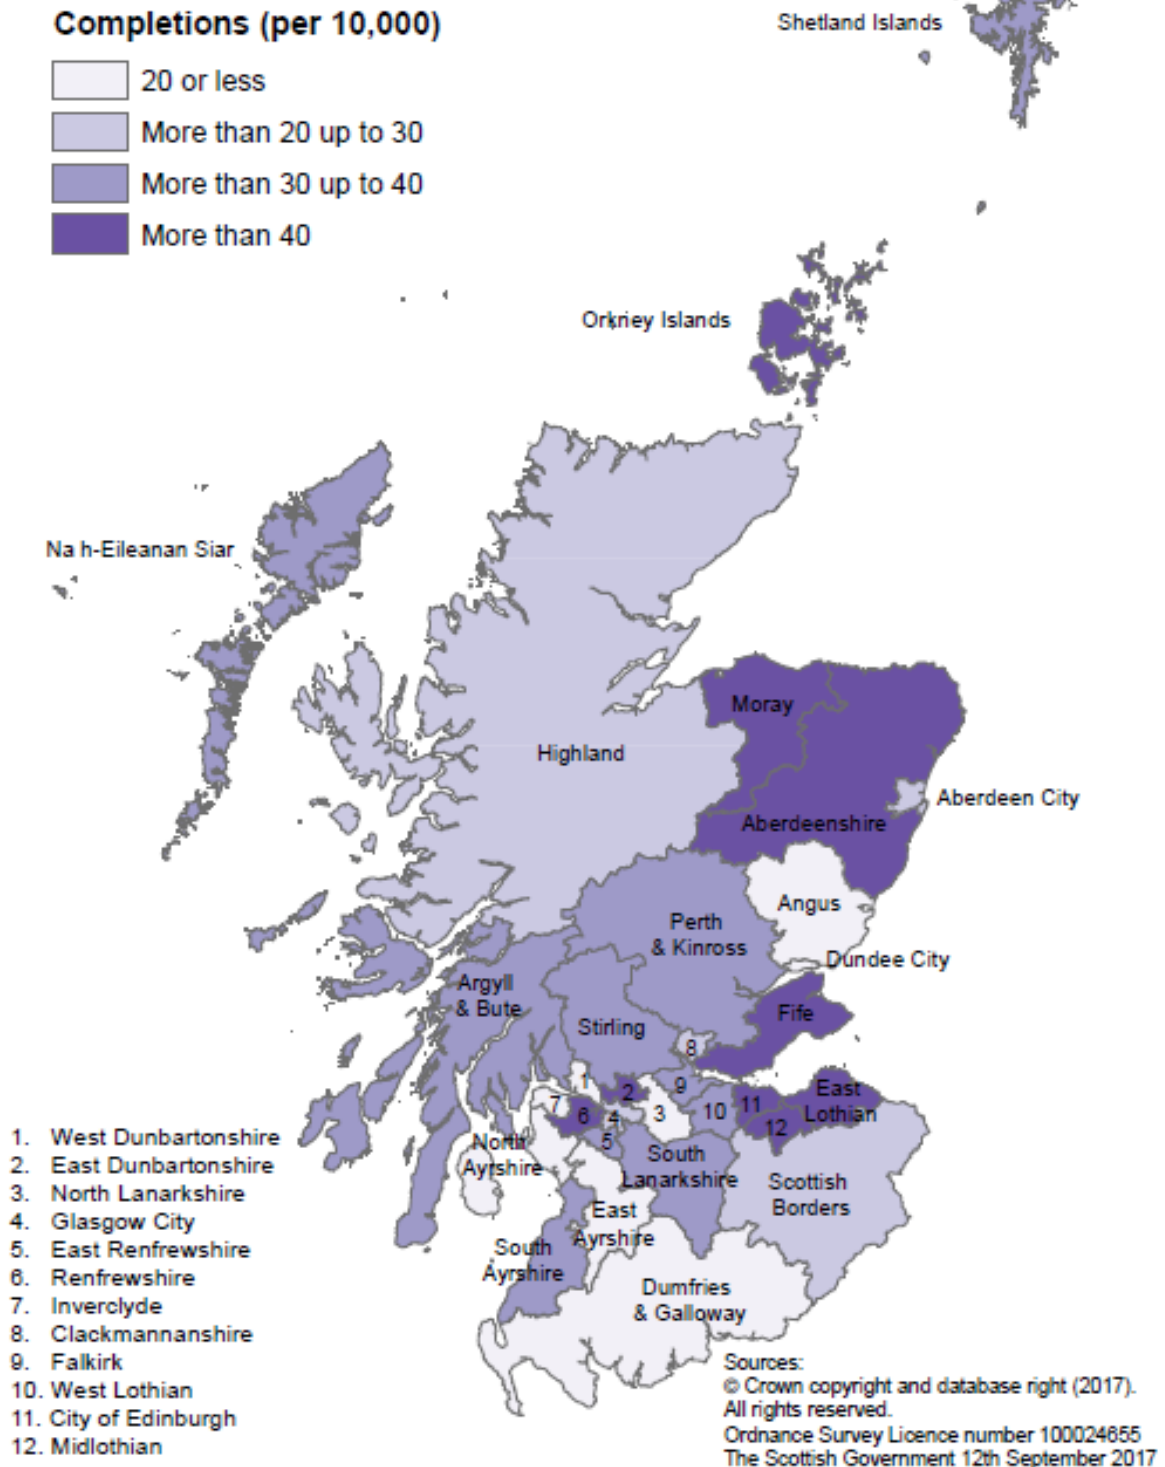 Completions (per 10,000)
20 or less
More than 20 up to 30
More than 30 up to 40
More than 40
Shetland Islands
Orkney Islands
Na h-Eileanan Siar
Moray
Highland
Aberdeen City
Aberdeenshire
Angus
Perth
& Kinross
Dundee City
Argyll
& Bute
Fife
Stirling
8
1
2
9
East
Lothian
7
6
4
3
10
11
12
5
North
Ayrshire
South
Lanarkshire
Scottish
Borders
East
Ayrshire
South
Ayrshire
Dumfries
& Galloway
1. West Dunbartonshire
2. East Dunbartonshire
3. North Lanarkshire
4. Glasgow City
5. East Renfrewshire
6. Renfrewshire
7. Inverclyde
8. Clackmannanshire
9. Falkirk
10. West Lothian
11. City of Edinburgh
12. Midlothian
Sources:
© Crown copyright and database right (2017).
All rights reserved.
Ordnance Survey Licence number 100024655
The Scottish Government 12th September 2017